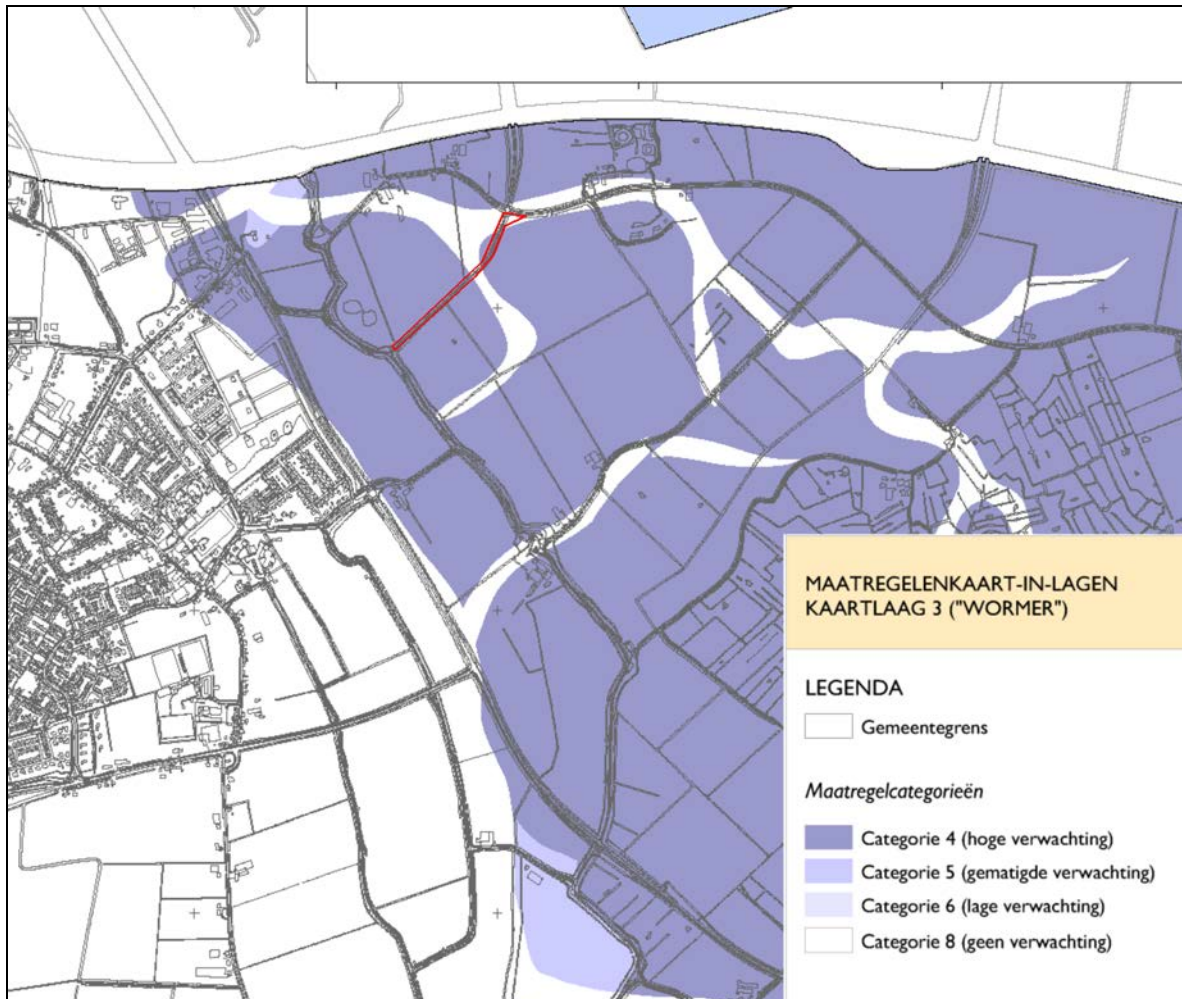 MAATREGELENKAART-IN-LAGEN
KAARTLAAG 3 ("WORMER")
LEGENDA
Gemeentegrens
Maatregelcategorieën
Categorie 4 (hoge verwachting)
Categorie 5 (gematigde verwachting)
Categorie 6 (lage verwachting)
Categorie 8 (geen verwachting)